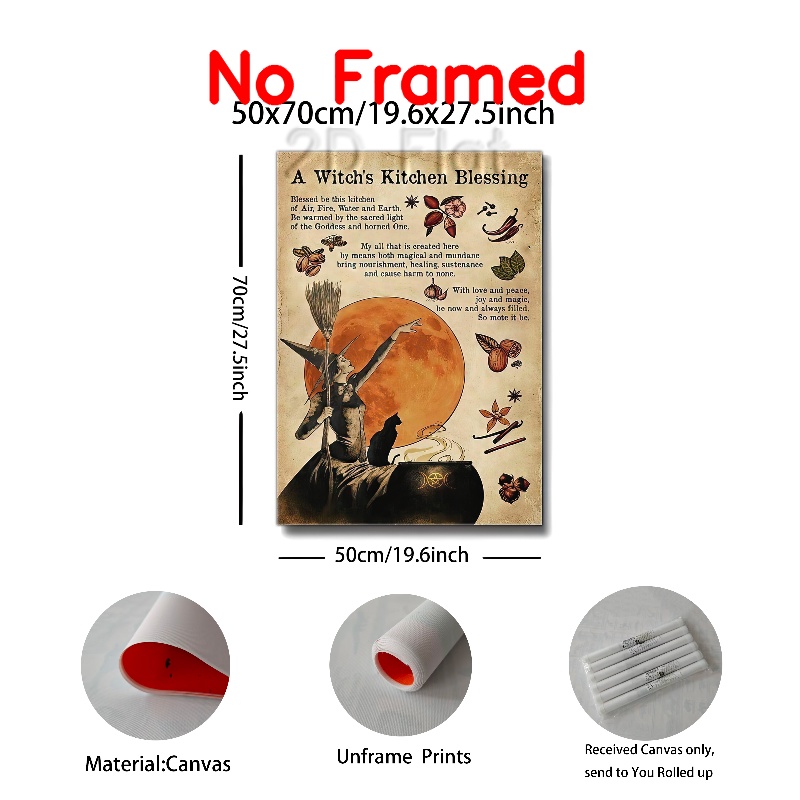 No Framed
50x70cm/19.6x27.5inch
2D Flat
A Witch's Kitchen Blessing
Blessed be this kitchen
of Air, Fire, Water and Earth.
Be warmed by the sacred light
of the Goddess and horned One.
My all that is created here
by means both magical and mundane
bring nourishment, healing, sustenance
and cause harm to none.
With love and peace,
joy and magic,
be now and always filled.
So mote it be.
70cm/27.5inch
50cm/19.6inch
Material:Canvas
Unframe Prints
Received Canvas only,
send to You Rolled up